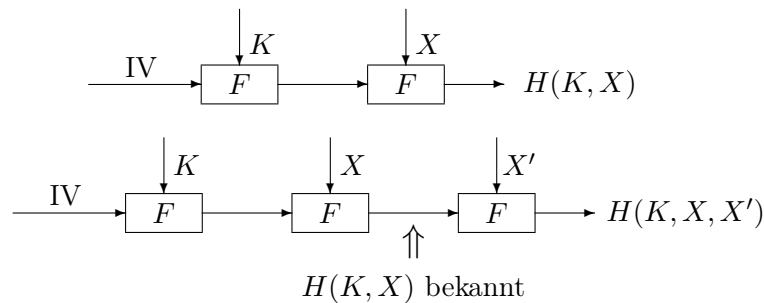 K X
IV F F H(K, X)
K X X′
IV F F F H(K, X, X′)
⇑
H(K, X) bekannt